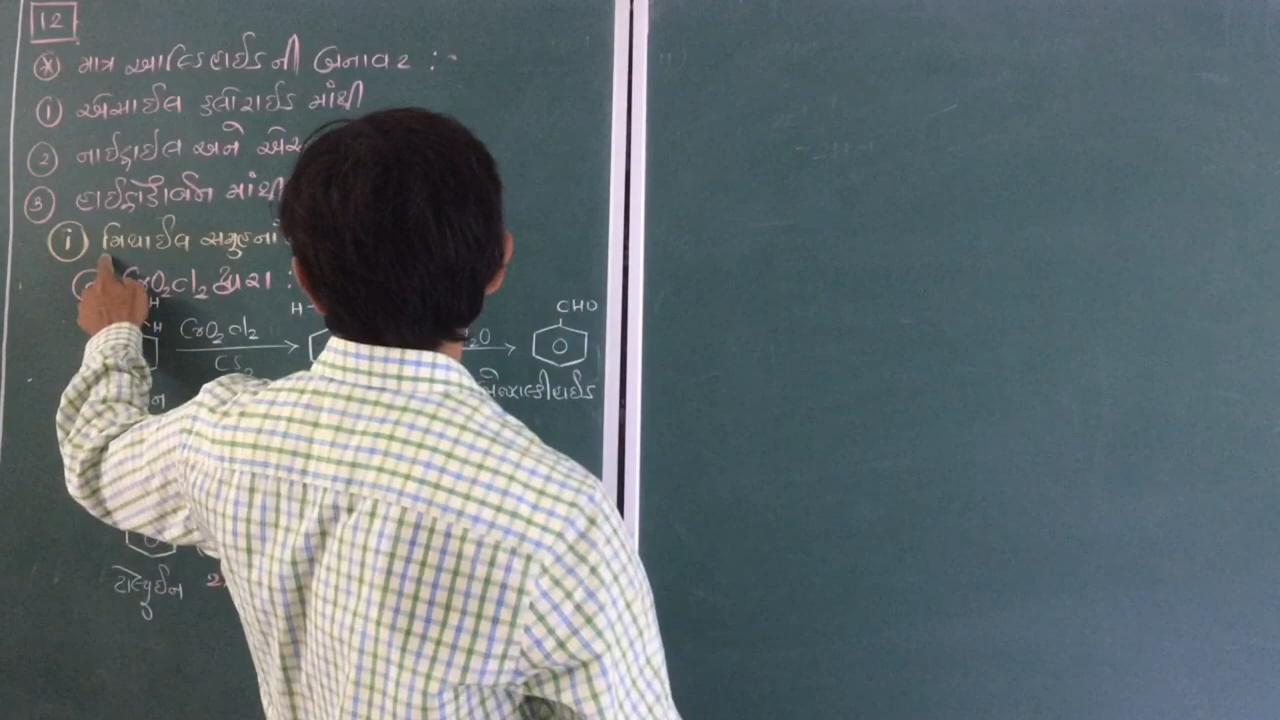 12
* માત્ર આલ્ડિહાઈડ ની બનાવટ :-
1 એસાઈલ ક્લોરાઈડ માંથી
2 નાઈટ્રાઈલ અને
3 હાઈડ્રોકાર્બન માંથી
i મિથાઈલ સમુહનાં
CrO2Cl2 દ્વારા :
H
H H CHO
CrO2Cl2
CS2
બેન્ઝાલ્ડીહાઈડ
ટોલ્યુઈન